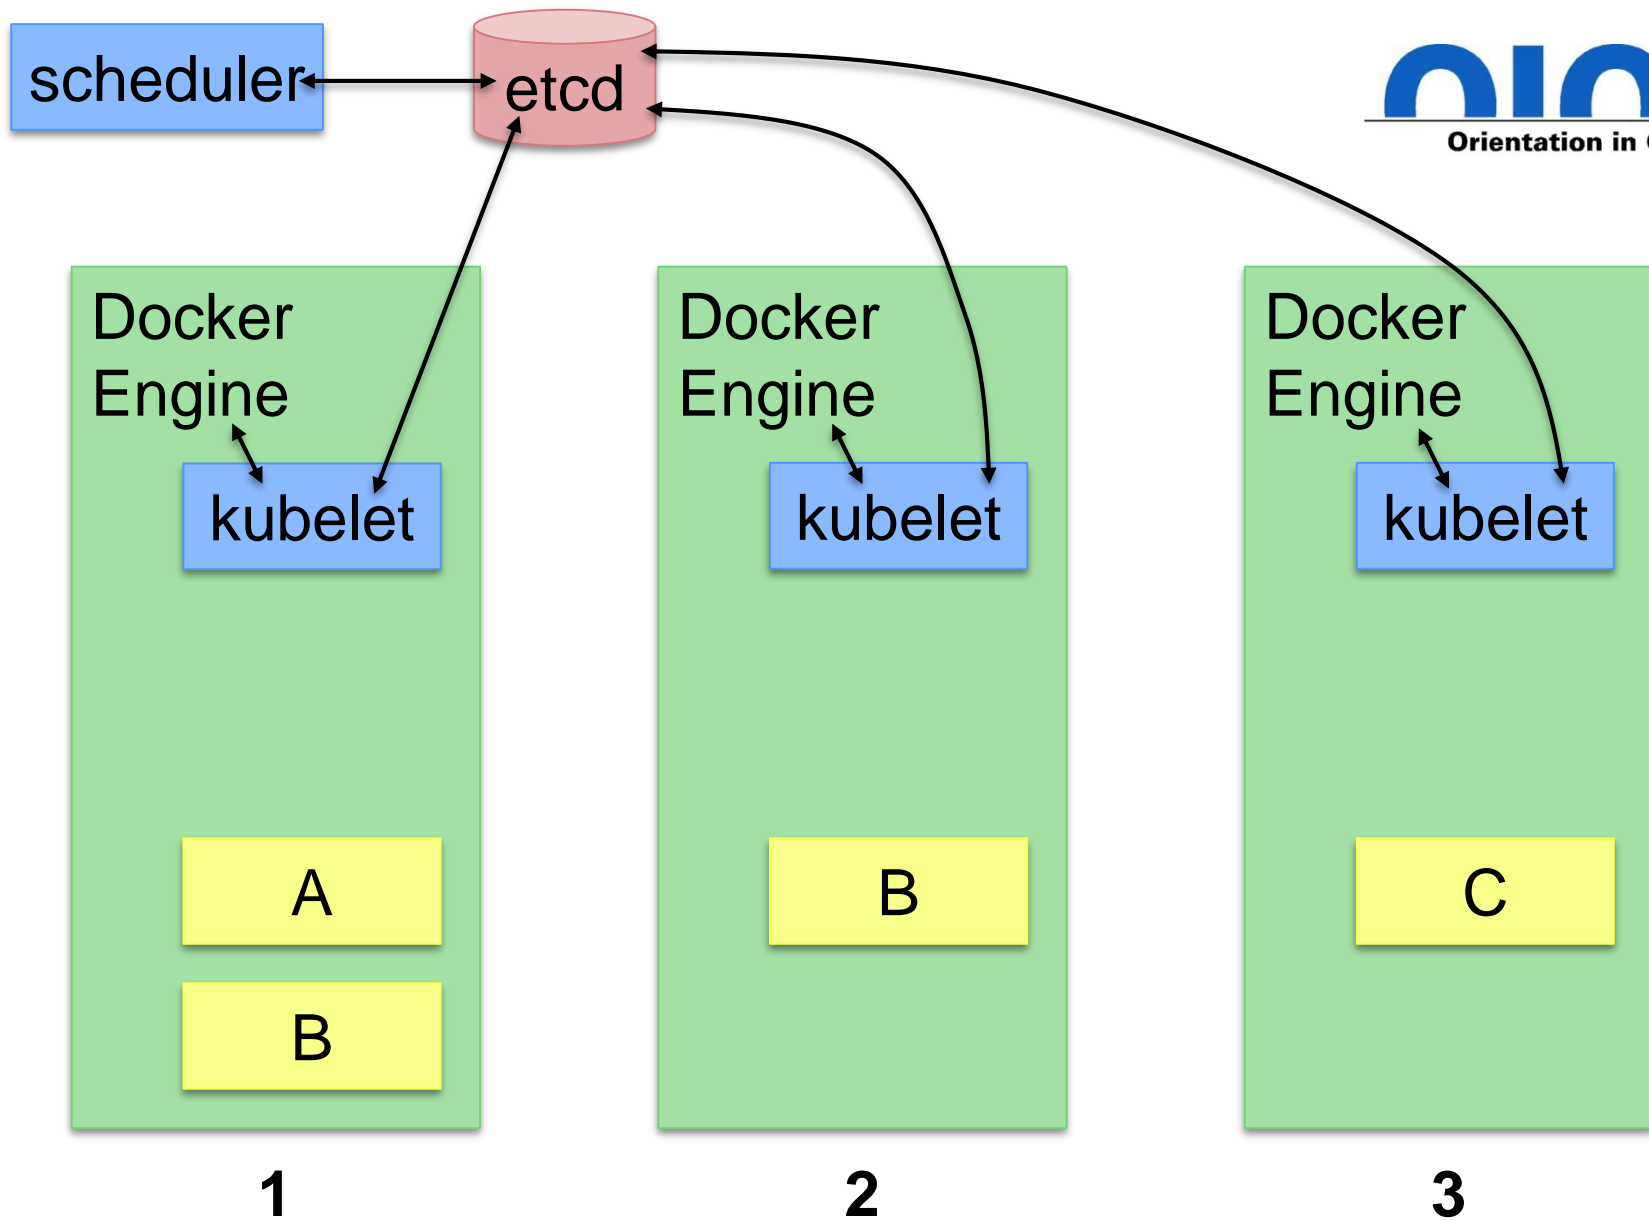 scheduler
etcd
Orientation in
Docker
Engine
kubelet
A
B
1
Docker
Engine
kubelet
B
2
Docker
Engine
kubelet
C
3